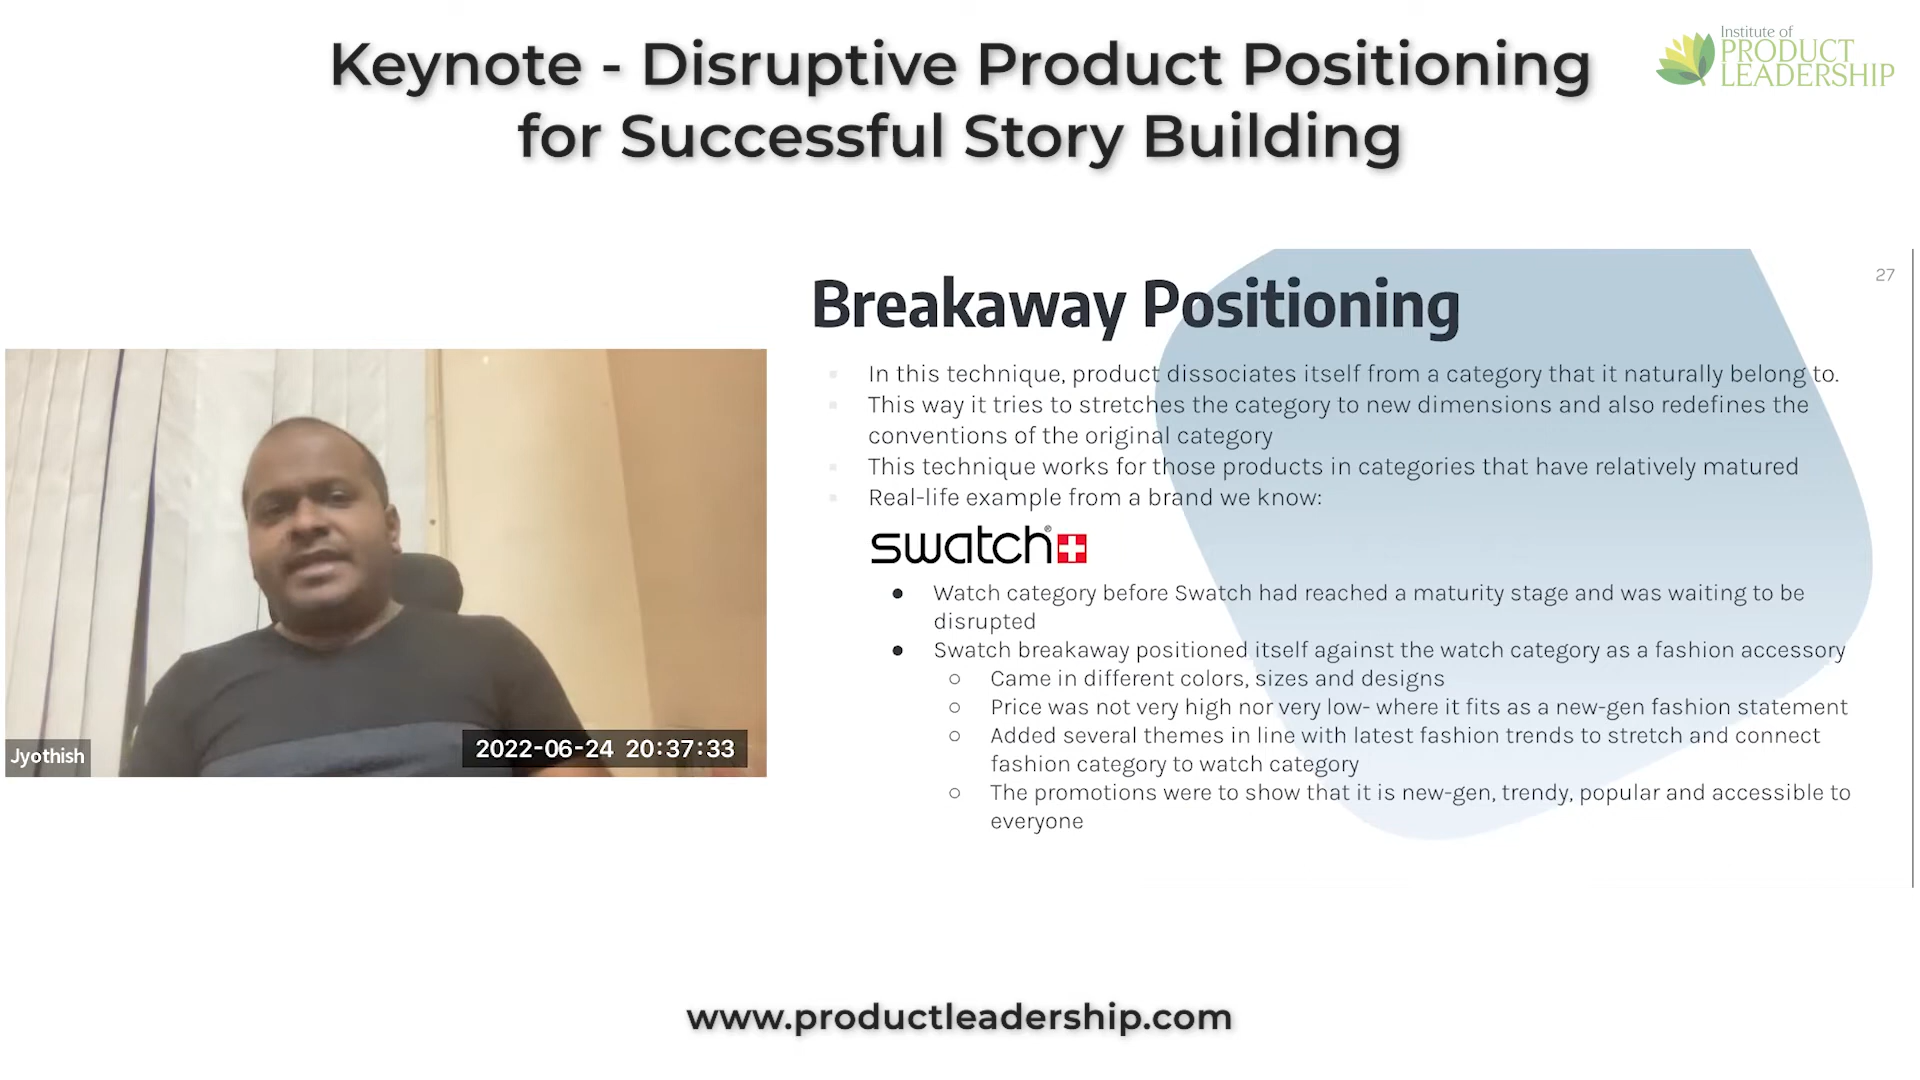 Keynote - Disruptive Product Positioning
for Successful Story Building
Institute of
PRODUCT
LEADERSHIP
27
Breakaway Positioning
In this technique, product dissociates itself from a category that it naturally belong to.
This way it tries to stretches the category to new dimensions and also redefines the
conventions of the original category
This technique works for those products in categories that have relatively matured
Real-life example from a brand we know:
swatch®
● Watch category before Swatch had reached a maturity stage and was waiting to be
disrupted
● Swatch breakaway positioned itself against the watch category as a fashion accessory
○ Came in different colors, sizes and designs
○ Price was not very high nor very low- where it fits as a new-gen fashion statement
○ Added several themes in line with latest fashion trends to stretch and connect
fashion category to watch category
○ The promotions were to show that it is new-gen, trendy, popular and accessible to
everyone
Jyothish
2022-06-24 20:37:33
www.productleadership.com